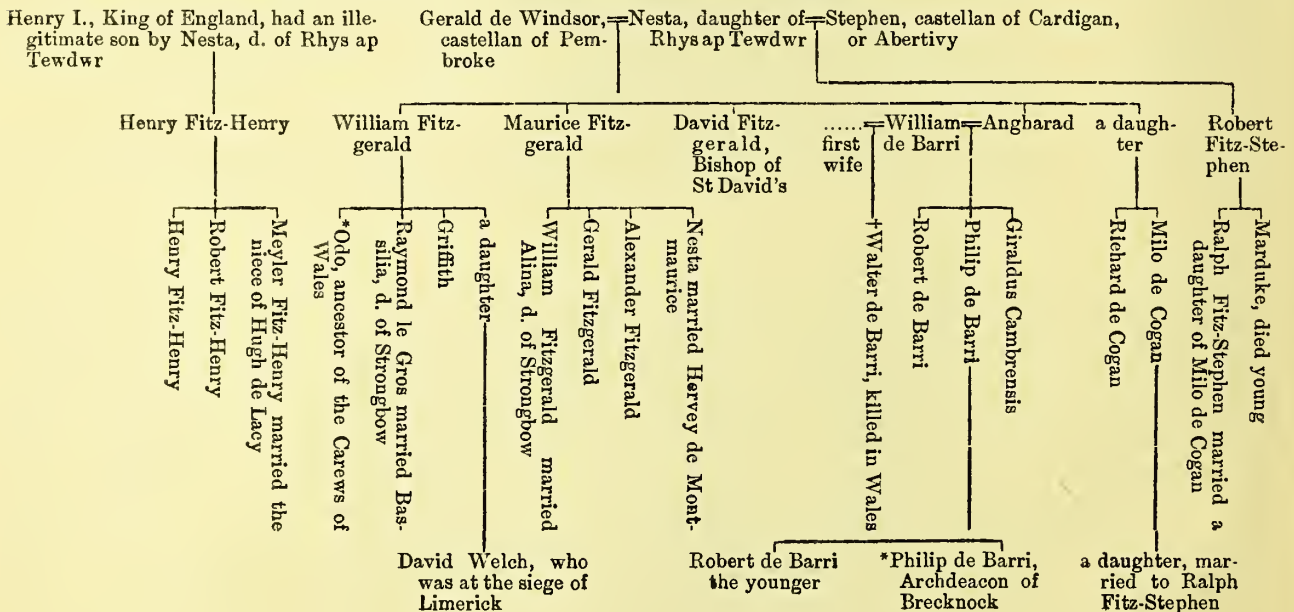 Henry I., King of England, had an ille-
gitimate son by Nesta, d. of Rhys ap
Tewdwr
Gerald de Windsor,
castellan of Pem-
broke
Nesta, daughter of
Rhys ap Tewdwr
Stephen, castellan of Cardigan,
or Abertivy
Henry Fitz-Henry
William Fitz-
gerald
Maurice Fitz-
gerald
David Fitz-
gerald,
Bishop of
St David's
......
first
wife
William
de Barri
Angharad
a daugh-
ter
Robert
Fitz-Ste-
phen
Henry Fitz-Henry
Robert Fitz-Henry
Meyler Fitz-Henry married the
niece of Hugh de Lacy
*Odo, ancestor of the Carews of
Wales
Raymond le Gros married Bas-
silia, d. of Strongbow
Griffith
a daughter
William Fitzgerald married
Alina, d. of Strongbow
Gerald Fitzgerald
Alexander Fitzgerald
Nesta married Hervey de Mont-
maurice
†Walter de Barri, killed in Wales
Robert de Barri
Philip de Barri
Giraldus Cambrensis
Richard de Cogan
Milo de Cogan
Ralph Fitz-Stephen married a
daughter of Milo de Cogan
Marduke, died young
David Welch, who
was at the siege of
Limerick
Robert de Barri
the younger
*Philip de Barri,
Archdeacon of
Brecknock
a daughter, mar-
ried to Ralph
Fitz-Stephen